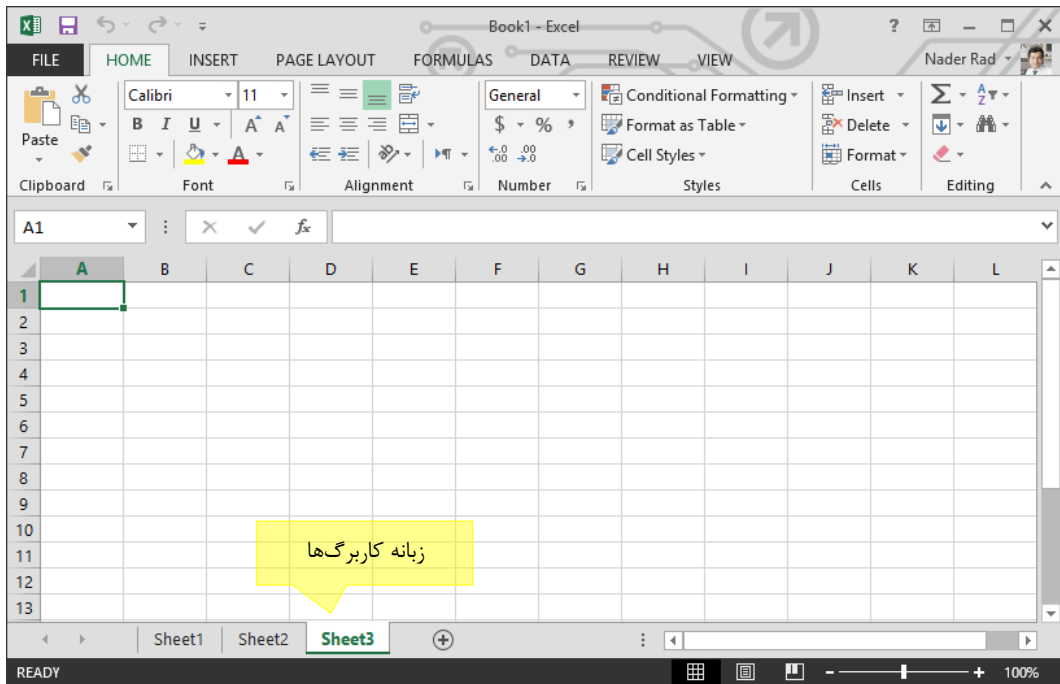 Book1 - Excel
?
FILE HOME INSERT PAGE LAYOUT FORMULAS DATA REVIEW VIEW Nader Rad
Calibri 11 General Conditional Formatting Insert
Paste B I U A A $ % , Format as Table Delete
A Cell Styles Format
Clipboard Font Alignment Number Styles Cells Editing
A1 fx
A B C D E F G H I J K L
1
2
3
4
5
6
7
8
9
10
11
12
13
زبانه کاربرگ‌ها
Sheet1 Sheet2 Sheet3
READY 100%